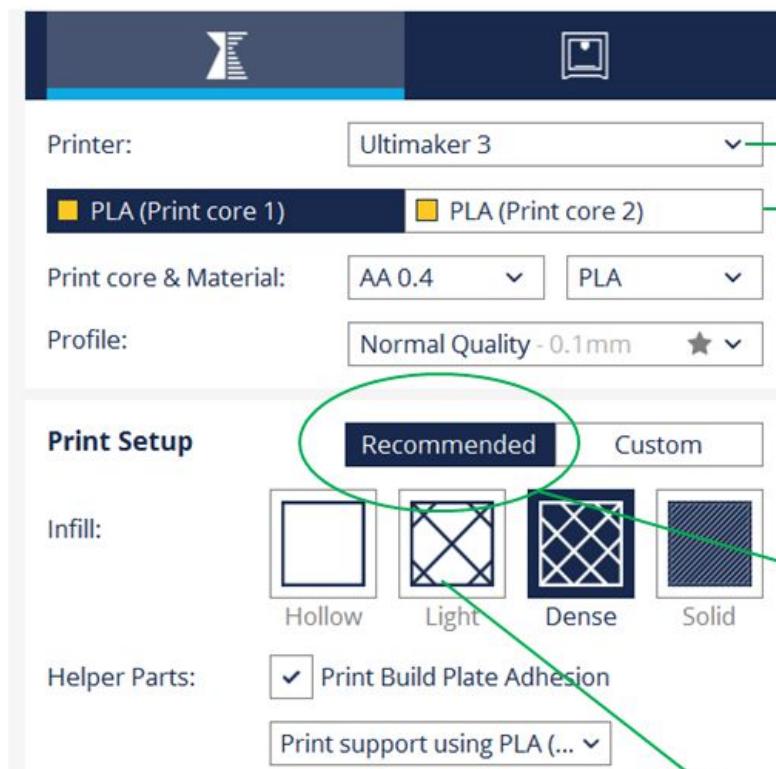 Printer: Ultimaker 3
PLA (Print core 1) PLA (Print core 2)
Print core & Material: AA 0.4 PLA
Profile: Normal Quality - 0.1mm
Print Setup Recommended Custom
Infill:
Hollow Light Dense Solid
Helper Parts: Print Build Plate Adhesion
Print support using PLA (...